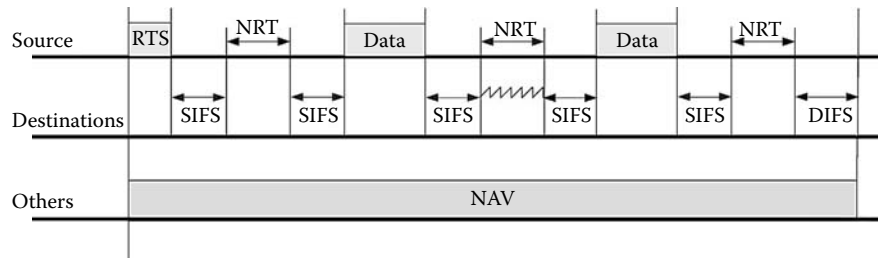 NRT NRT NRT
Source RTS Data Data
SIFS SIFS SIFS SIFS SIFS DIFS
Destinations
NAV
Others